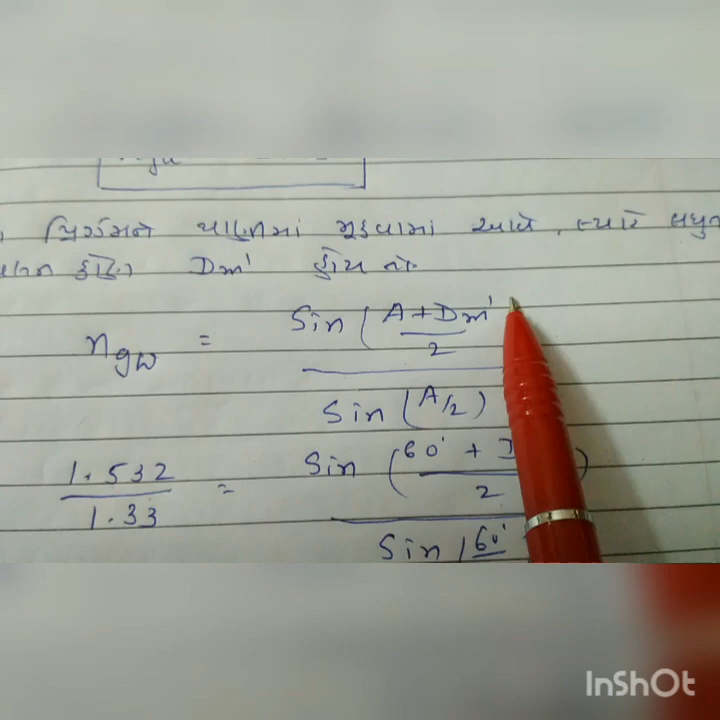 પ્રિઝમને પાણીમાં મૂકવામાં આવે, ત્યારે લઘુત્ત
Dm' હોય તો
n_gw = Sin (A + Dm' / 2
Sin (A/2)
1.532 / 1.33 = Sin (60° + D / 2 )
Sin (60°
InShOt